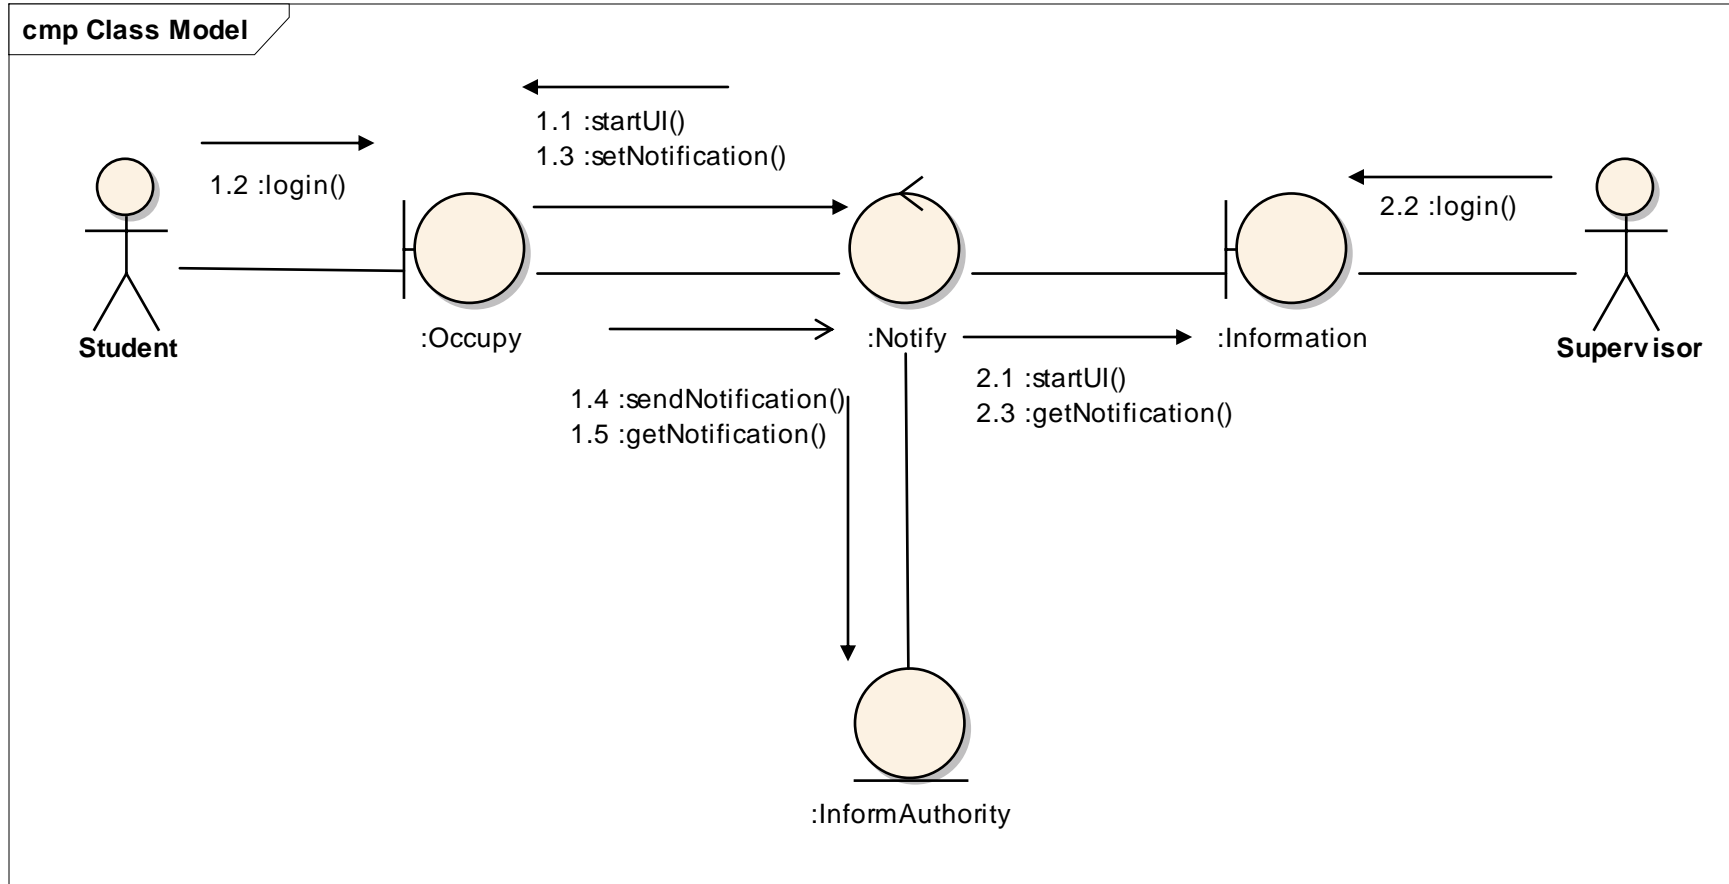 cmp Class Model
1.1 :startUI()
1.3 :setNotification()
1.2 :login()
2.2 :login()
Student
:Occupy
:Notify
:Information
Supervisor
1.4 :sendNotification()
1.5 :getNotification()
2.1 :startUI()
2.3 :getNotification()
:InformAuthority